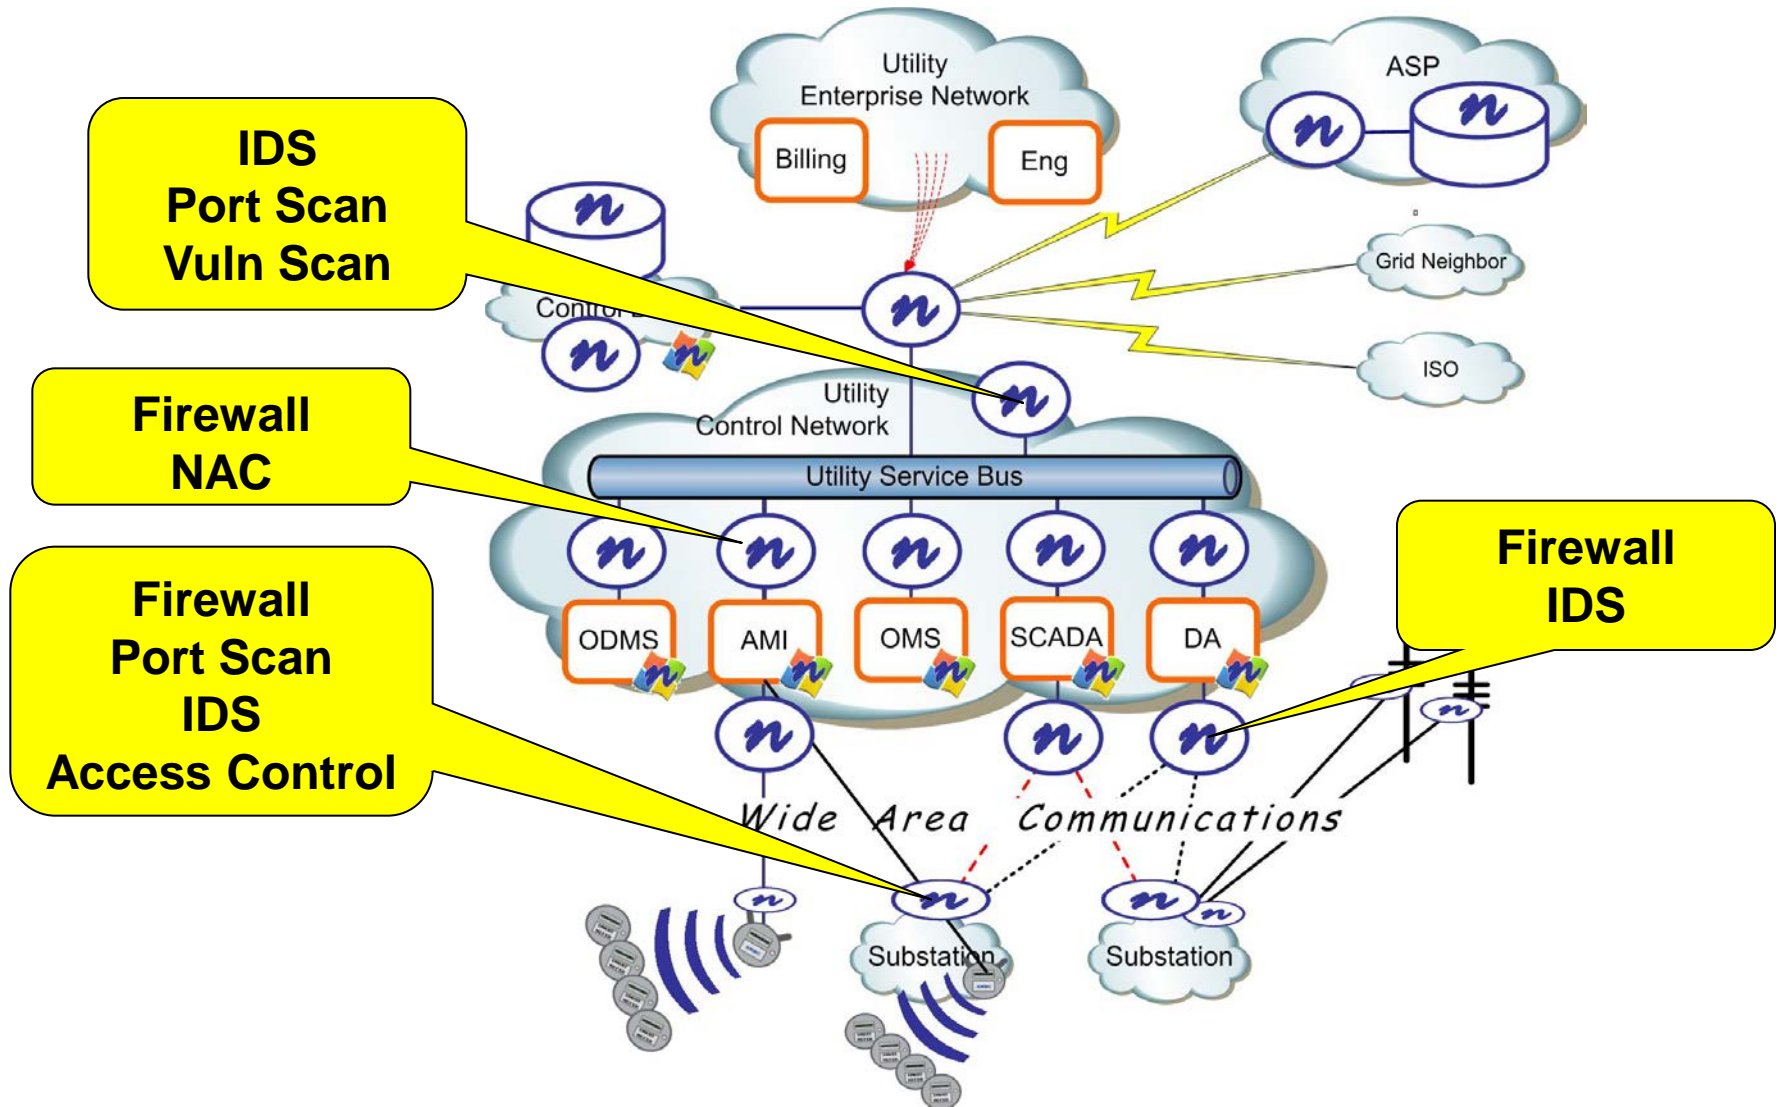 Utility
Enterprise Network
Billing
Eng
ASP
n
n
IDS
Port Scan
Vuln Scan
n
Grid Neighbor
n
n
n
ISO
Firewall
NAC
Utility
Control Network
n
Utility Service Bus
n
n
n
n
n
Firewall
IDS
Firewall
Port Scan
IDS
Access Control
ODMS
AMI
OMS
SCADA
DA
n
n
n
n
n
n
n
n
n
n
Wide Area Communications
n
n
n
n
Substation
Substation